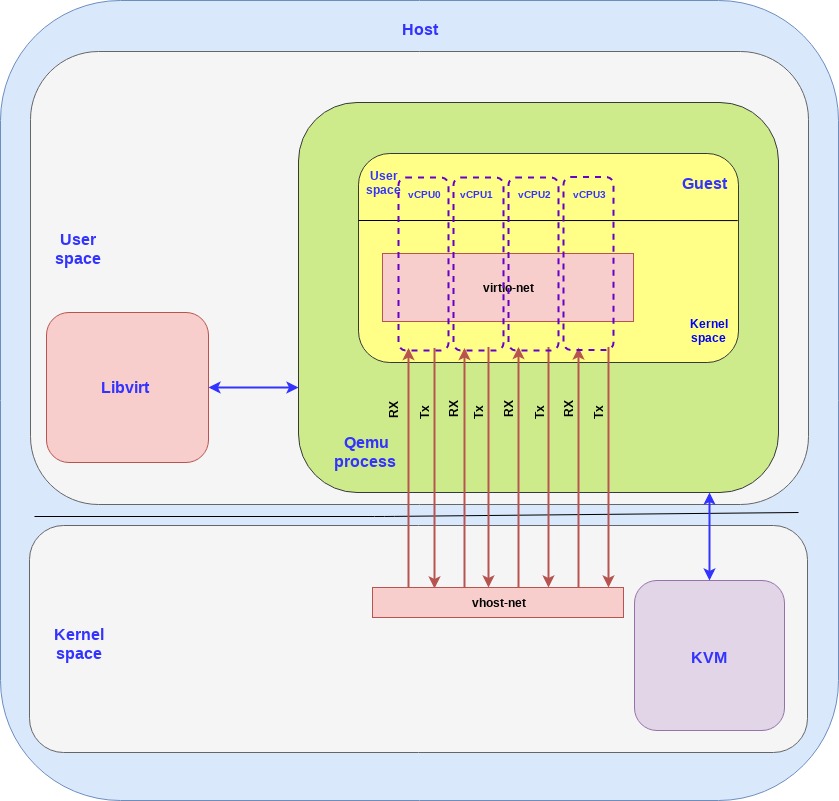 Host
User
space
Guest
vCPU0
vCPU1
vCPU2
vCPU3
User
space
virtio-net
Kernel
space
Libvirt
RX
Tx
RX
Tx
RX
Tx
RX
Tx
Qemu
process
vhost-net
Kernel
space
KVM